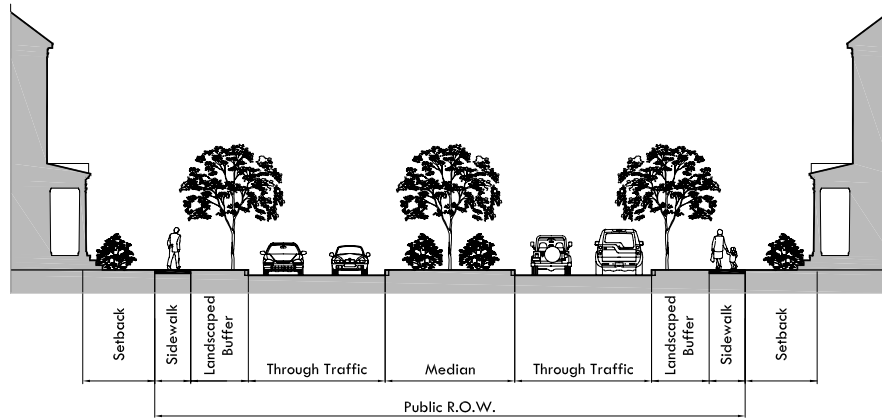 Setback
Sidewalk
Landscaped
Buffer
Through Traffic
Median
Through Traffic
Landscaped
Buffer
Sidewalk
Setback
Public R.O.W.